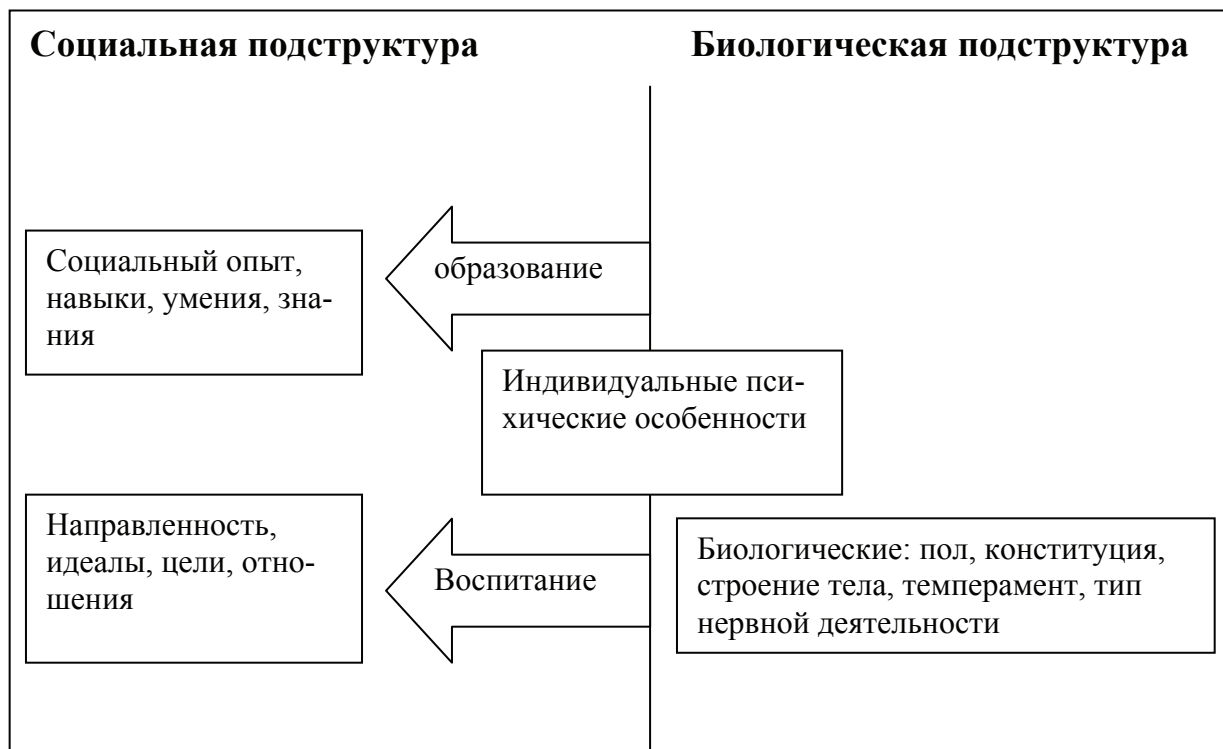 Социальная подструктура
Биологическая подструктура
Социальный опыт,
навыки, умения, зна-
ния
образование
Индивидуальные пси-
хические особенности
Направленность,
идеалы, цели, отно-
шения
Воспитание
Биологические: пол, конституция,
строение тела, темперамент, тип
нервной деятельности